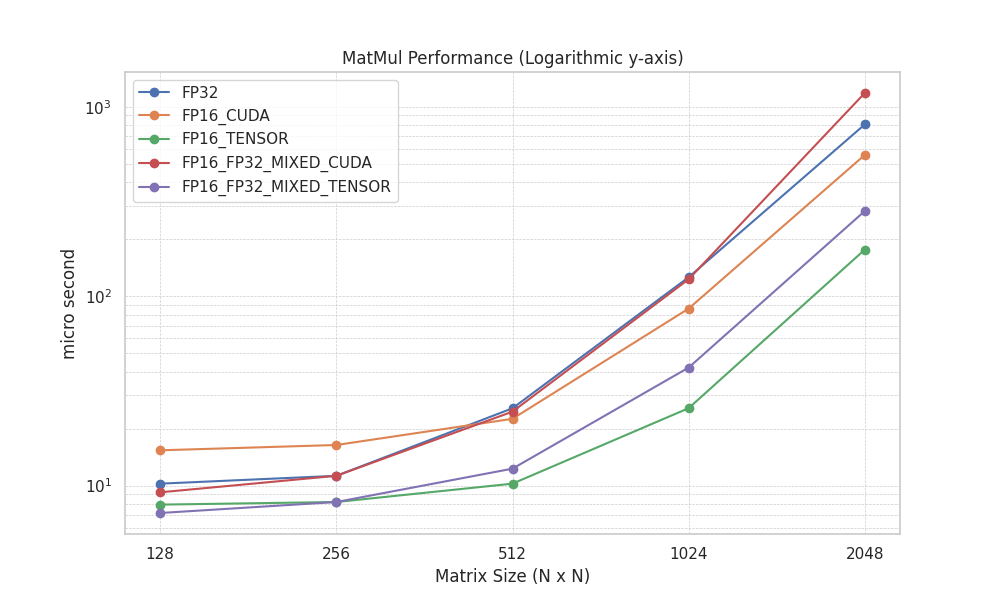 MatMul Performance (Logarithmic y-axis)
FP32
FP16_CUDA
FP16_TENSOR
FP16_FP32_MIXED_CUDA
FP16_FP32_MIXED_TENSOR
micro second
10³
10²
10¹
128 256 512 1024 2048
Matrix Size (N x N)